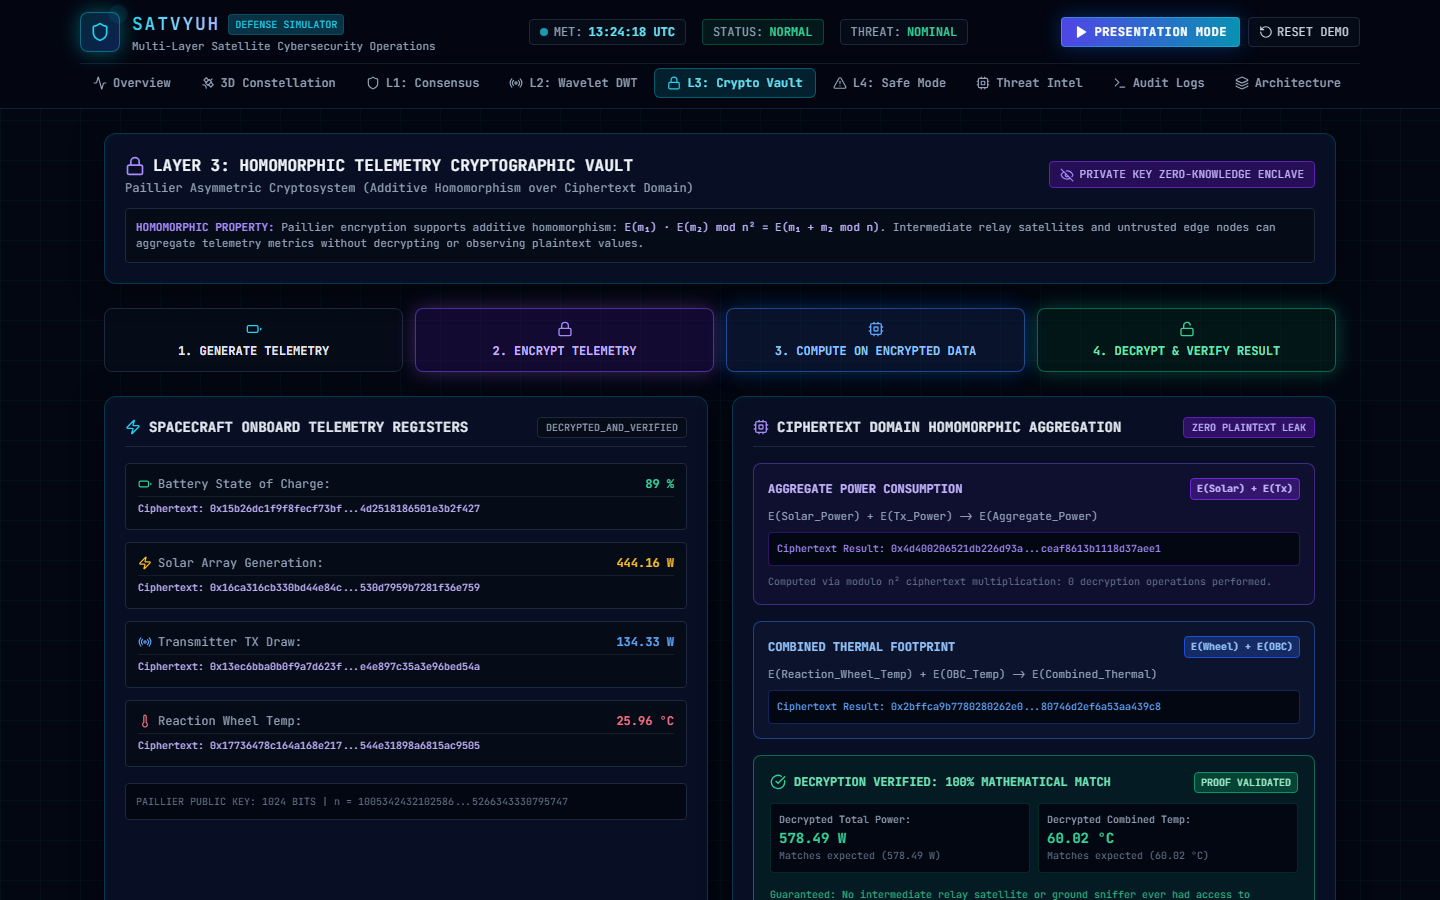 SATVYUH
DEFENSE SIMULATOR
Multi-Layer Satellite Cybersecurity Operations
MET: 13:24:18 UTC
STATUS: NORMAL
THREAT: NOMINAL
PRESENTATION MODE
RESET DEMO
Overview
3D Constellation
L1: Consensus
L2: Wavelet DWT
L3: Crypto Vault
L4: Safe Mode
Threat Intel
Audit Logs
Architecture
LAYER 3: HOMOMORPHIC TELEMETRY CRYPTOGRAPHIC VAULT
Paillier Asymmetric Cryptosystem (Additive Homomorphism over Ciphertext Domain)
PRIVATE KEY ZERO-KNOWLEDGE ENCLAVE
HOMOMORPHIC PROPERTY: Paillier encryption supports additive homomorphism: E(m₁) · E(m₂) mod n² = E(m₁ + m₂ mod n). Intermediate relay satellites and untrusted edge nodes can
aggregate telemetry metrics without decrypting or observing plaintext values.
1. GENERATE TELEMETRY
2. ENCRYPT TELEMETRY
3. COMPUTE ON ENCRYPTED DATA
4. DECRYPT & VERIFY RESULT
SPACECRAFT ONBOARD TELEMETRY REGISTERS
DECRYPTED_AND_VERIFIED
Battery State of Charge: 89 %
Ciphertext: 0x15b26dc1f9f8fecf73bf...4d2518186501e3b2f427
Solar Array Generation: 444.16 W
Ciphertext: 0x16ca316cb330bd44e84c...530d7959b7281f36e759
Transmitter TX Draw: 134.33 W
Ciphertext: 0x13ec6bba0b0f9a7d623f...e4e897c35a3e96bed54a
Reaction Wheel Temp: 25.96 °C
Ciphertext: 0x17736478c164a168e217...544e31898a6815ac9505
PAILLIER PUBLIC KEY: 1024 BITS | n = 1005342432102586...5266343330795747
CIPHERTEXT DOMAIN HOMOMORPHIC AGGREGATION
ZERO PLAINTEXT LEAK
AGGREGATE POWER CONSUMPTION
E(Solar) + E(Tx)
E(Solar_Power) + E(Tx_Power) → E(Aggregate_Power)
Ciphertext Result: 0x4d400206521db226d93a...ceaf8613b1118d37aee1
Computed via modulo n² ciphertext multiplication: 0 decryption operations performed.
COMBINED THERMAL FOOTPRINT
E(Wheel) + E(OBC)
E(Reaction_Wheel_Temp) + E(OBC_Temp) → E(Combined_Thermal)
Ciphertext Result: 0x2bffca9b7780280262e0...80746d2ef6a53aa439c8
DECRYPTION VERIFIED: 100% MATHEMATICAL MATCH
PROOF VALIDATED
Decrypted Total Power:
578.49 W
Matches expected (578.49 W)
Decrypted Combined Temp:
60.02 °C
Matches expected (60.02 °C)
Guaranteed: No intermediate relay satellite or ground sniffer ever had access to